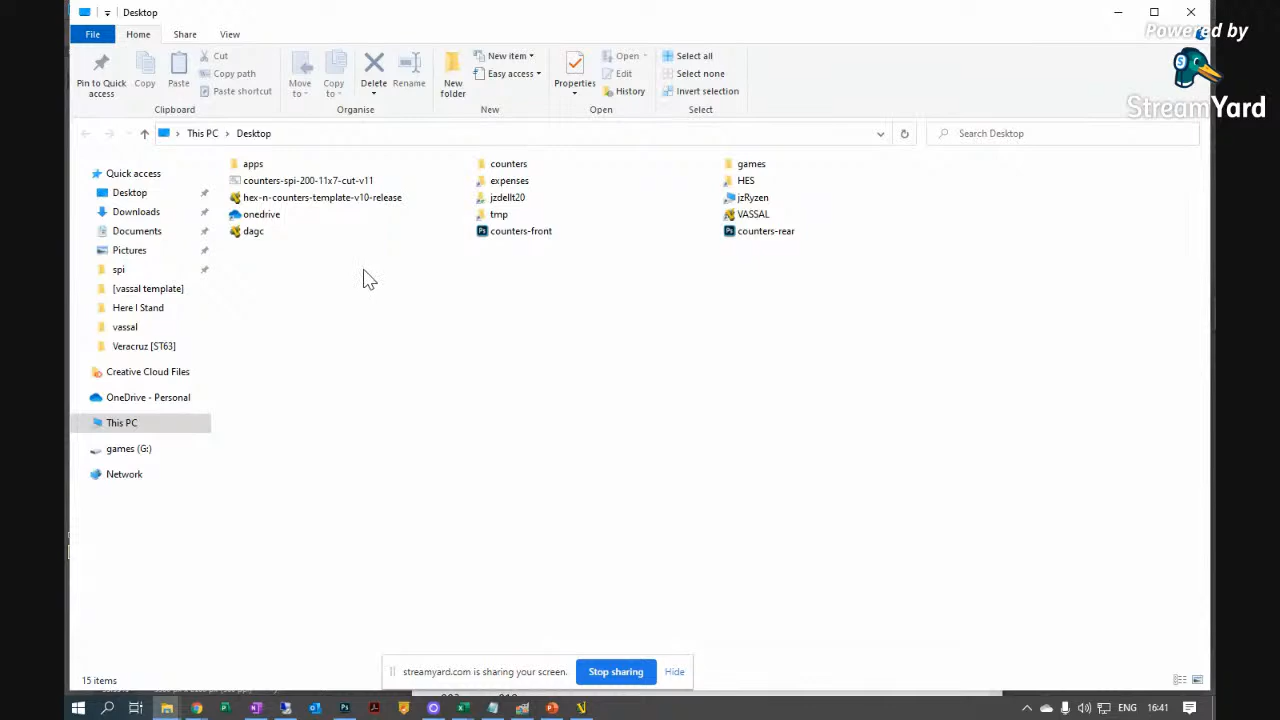 Desktop
Powered by
StreamYard
File
Home
Share
View
Pin to Quick
access
Copy
Paste
Cut
Copy path
Paste shortcut
Move
to
Copy
to
Delete
Rename
New
folder
New item
Easy access
Properties
Open
Edit
History
Select all
Select none
Invert selection
Clipboard
Organise
New
Open
Select
This PC > Desktop
Search Desktop
Quick access
Desktop
Downloads
Documents
Pictures
spi
[vassal template]
Here I Stand
vassal
Veracruz [ST63]
Creative Cloud Files
OneDrive - Personal
This PC
games (G:)
Network
apps
counters
games
counters-spi-200-11x7-cut-v11
expenses
HES
hex-n-counters-template-v10-release
jzdellt20
jzRyzen
onedrive
tmp
VASSAL
dagc
counters-front
counters-rear
streamyard.com is sharing your screen.
Stop sharing
Hide
15 items
ENG
16:41